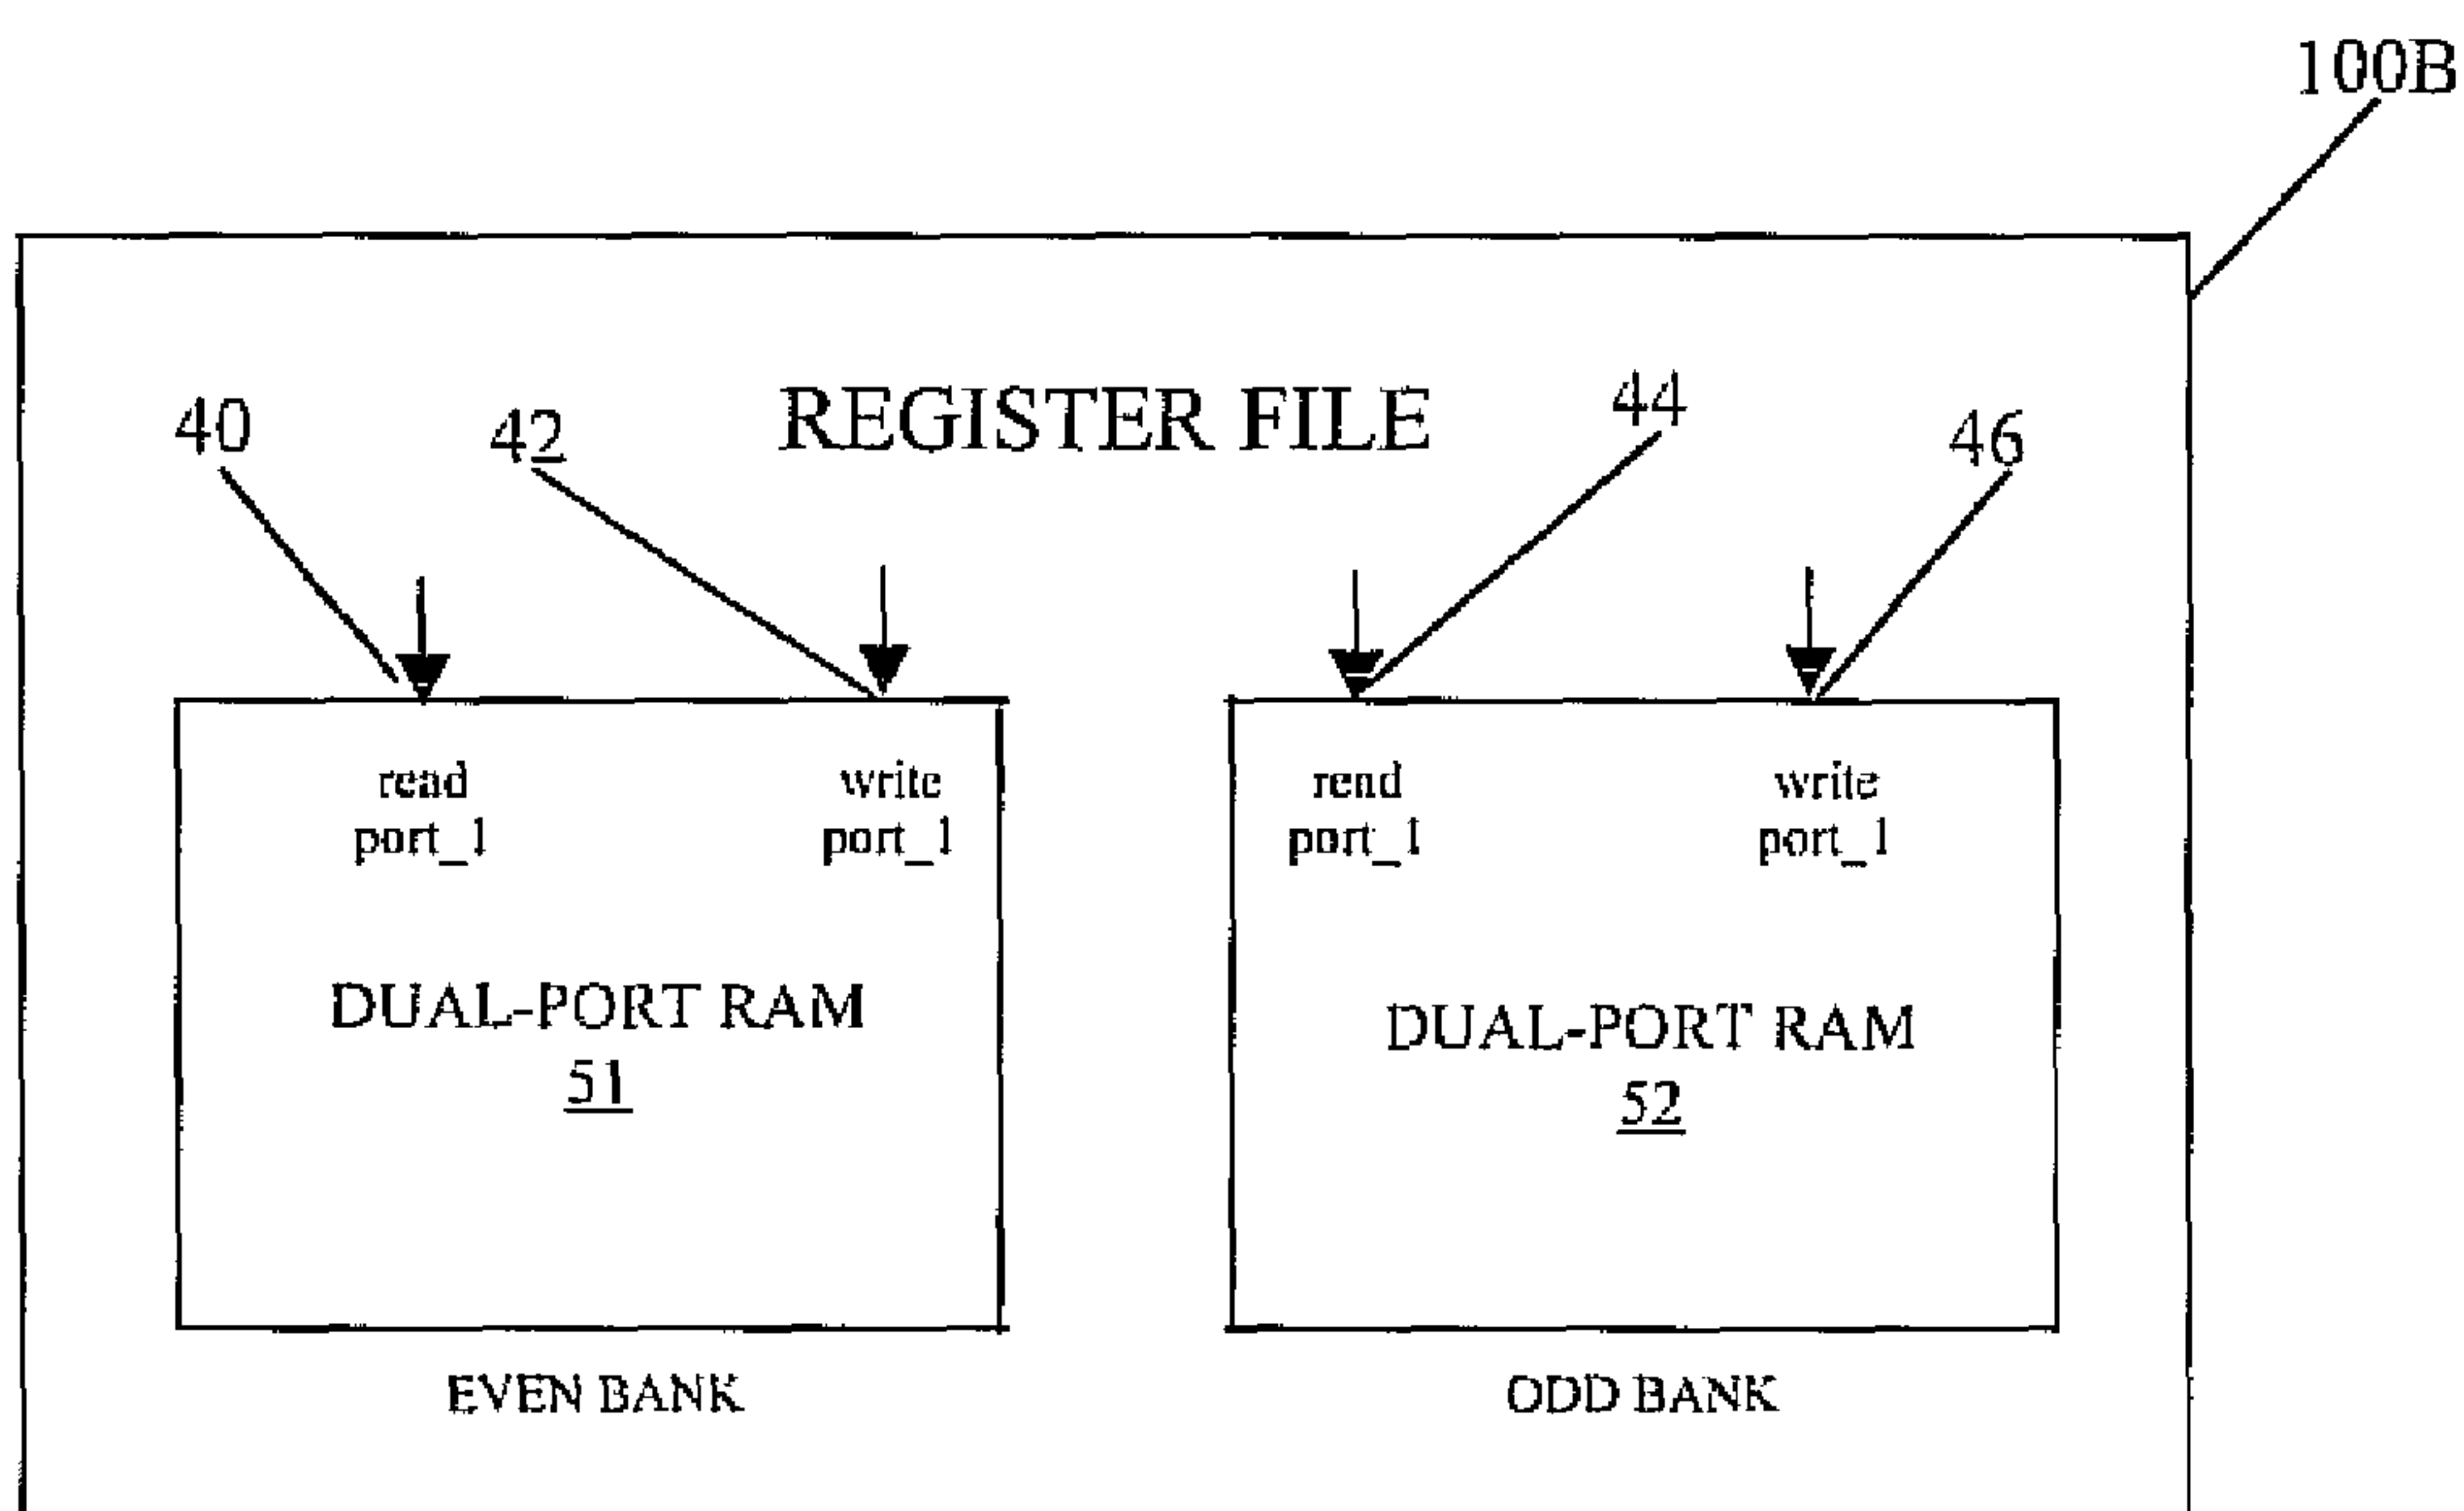 100B
REGISTER FILE
40
42
44
46
read
port_1
write
port_1
read
port_1
write
port_1
DUAL-PORT RAM
51
DUAL-PORT RAM
52
EVEN BANK
ODD BANK